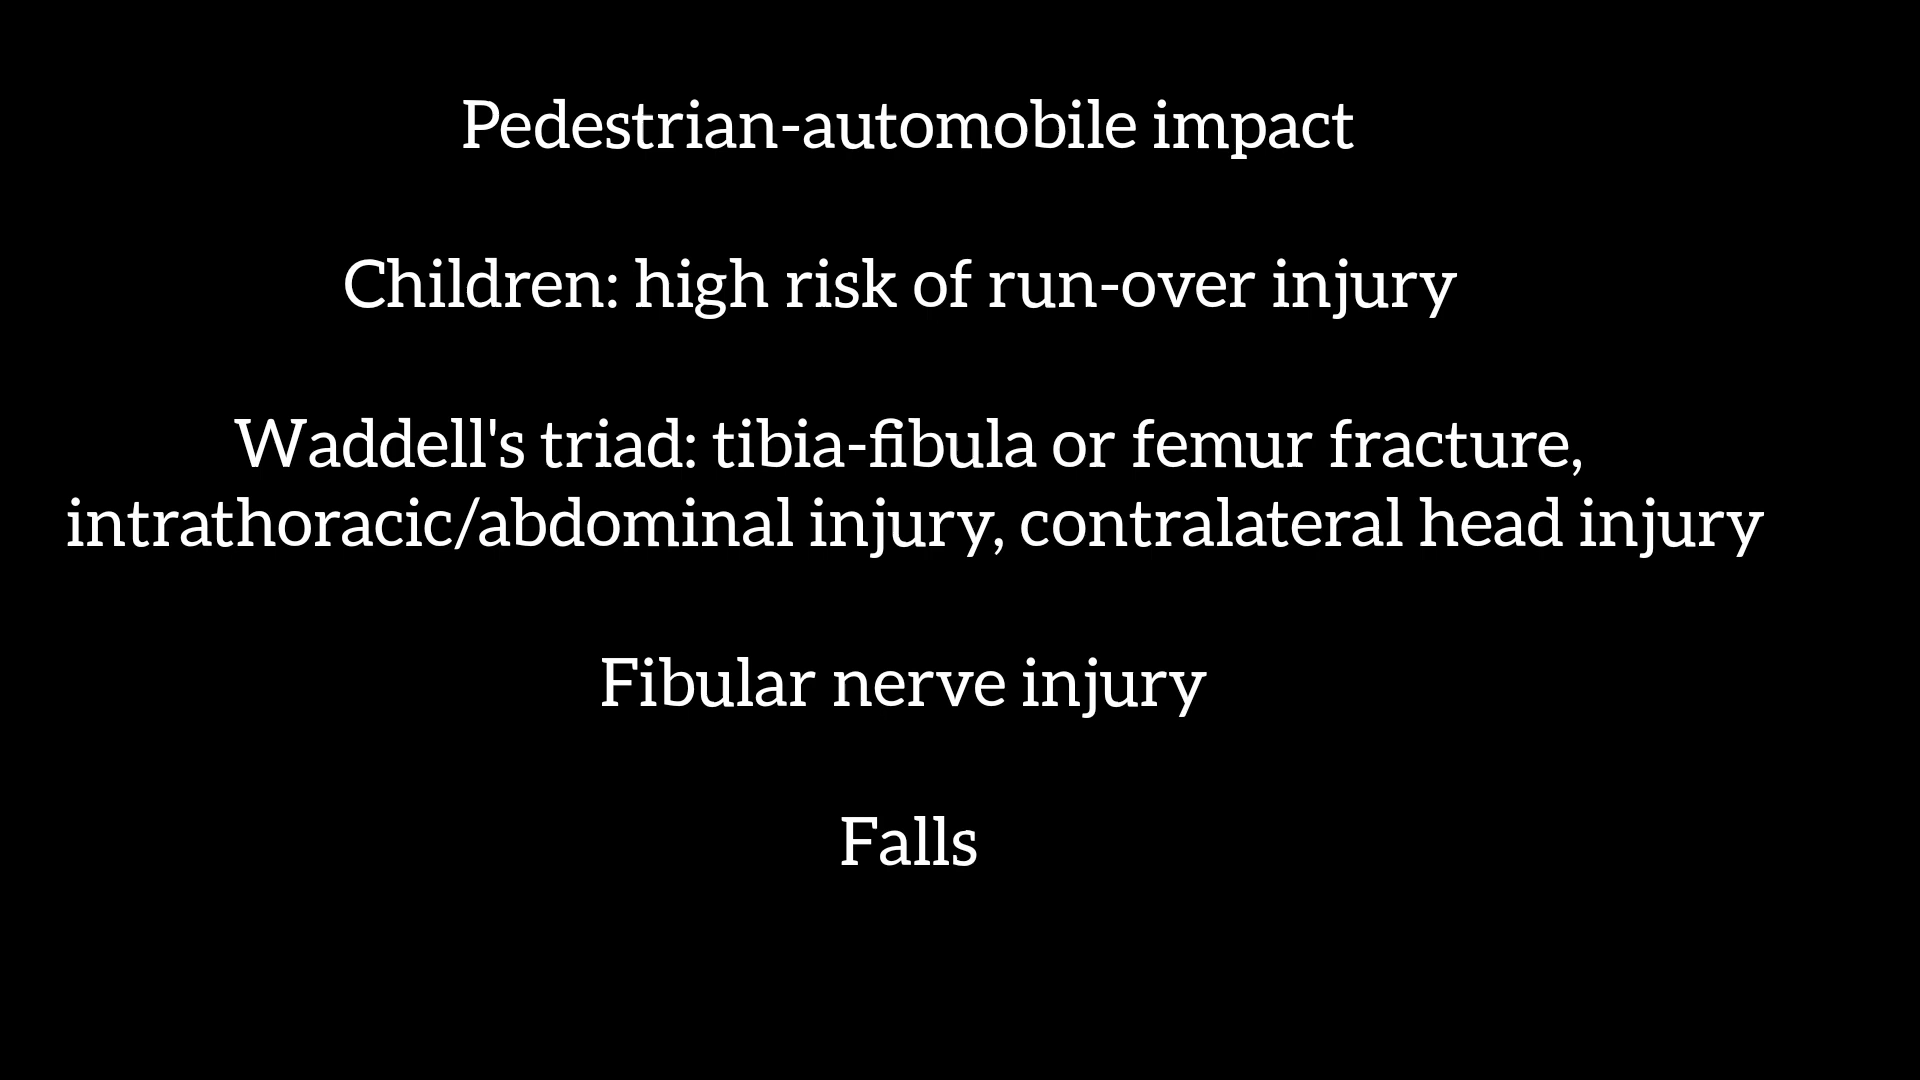 Pedestrian-automobile impact
Children: high risk of run-over injury
Waddell's triad: tibia-fibula or femur fracture,
intrathoracic/abdominal injury, contralateral head injury
Fibular nerve injury
Falls